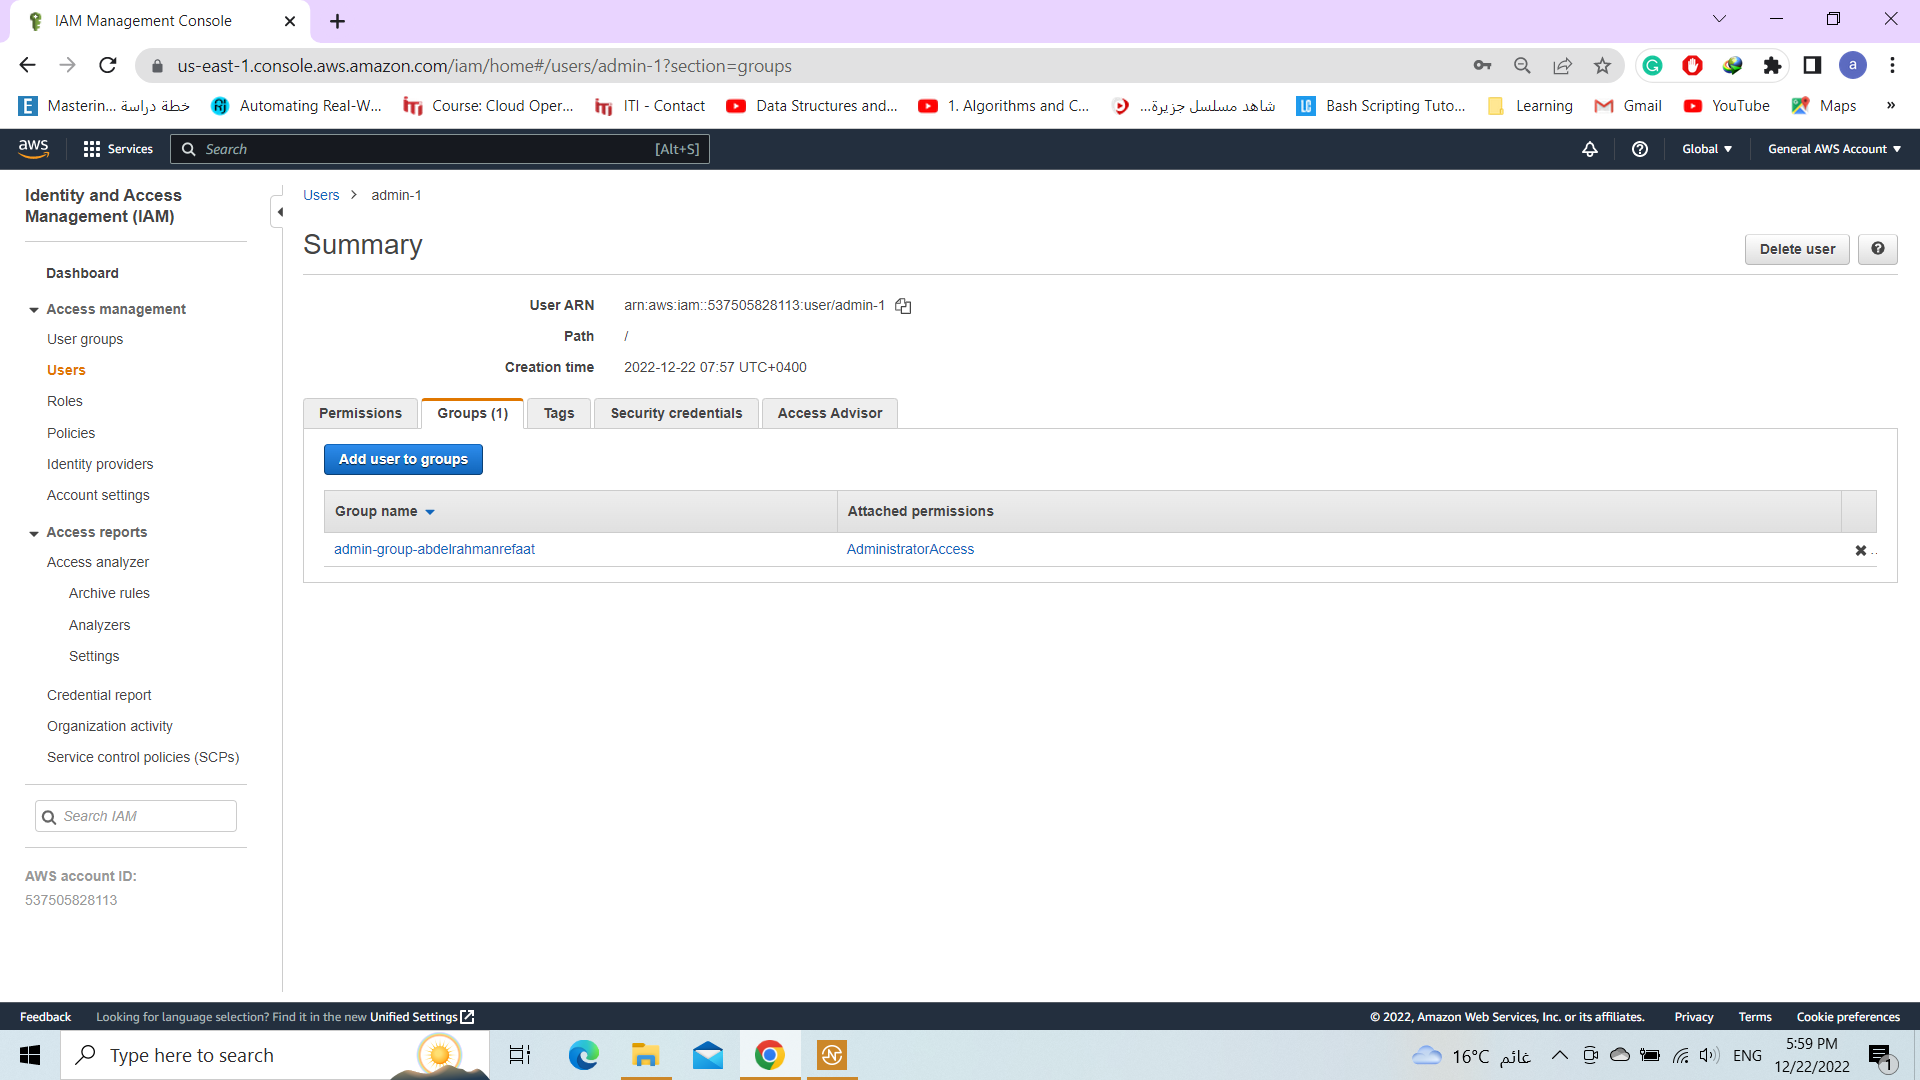 IAM Management Console
us-east-1.console.aws.amazon.com/iam/home#/users/admin-1?section=groups
a
Masterin... خطة دراسة
Automating Real-W...
Course: Cloud Oper...
ITI - Contact
Data Structures and...
1. Algorithms and C...
شاهد مسلسل جزيرة...
LC
Bash Scripting Tuto...
Learning
Gmail
YouTube
Maps
»
aws
Services
Search
[Alt+S]
Global
General AWS Account
Identity and Access
Management (IAM)
Dashboard
Access management
User groups
Users
Roles
Policies
Identity providers
Account settings
Access reports
Access analyzer
Archive rules
Analyzers
Settings
Credential report
Organization activity
Service control policies (SCPs)
Search IAM
AWS account ID:
537505828113
Users > admin-1
Summary
Delete user
User ARN arn:aws:iam::537505828113:user/admin-1
Path /
Creation time 2022-12-22 07:57 UTC+0400
Permissions
Groups (1)
Tags
Security credentials
Access Advisor
Add user to groups
Group name
Attached permissions
admin-group-abdelrahmanrefaat
AdministratorAccess
Feedback
Looking for language selection? Find it in the new Unified Settings
© 2022, Amazon Web Services, Inc. or its affiliates.
Privacy
Terms
Cookie preferences
Type here to search
16°C غائم
ENG
5:59 PM
12/22/2022
1